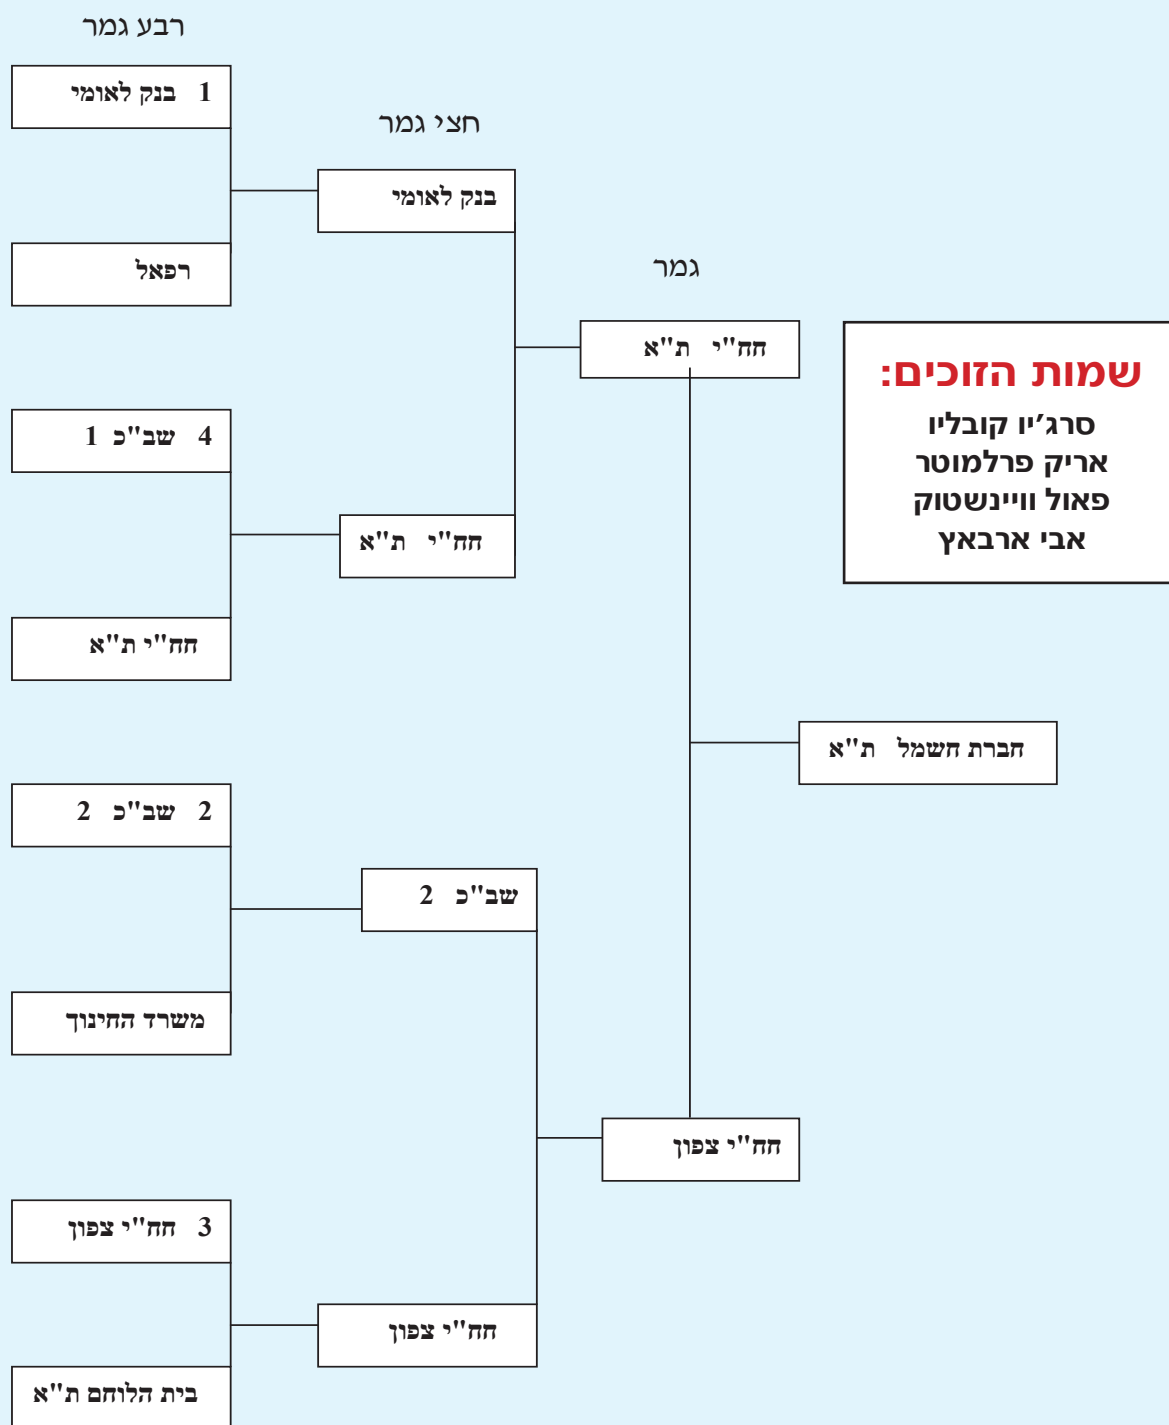 רבע גמר
1 בנק לאומי
חצי גמר
בנק לאומי
רפאל
גמר
חח"י ת"א
שמות הזוכים:
סרג'יו קובליו
אריק פרלמוטר
פאול וויינשטוק
אבי ארבאץ
4 שב"כ 1
חח"י ת"א
חח"י ת"א
חברת חשמל ת"א
2 שב"כ 2
שב"כ 2
משרד החינוך
חח"י צפון
3 חח"י צפון
חח"י צפון
בית הלוחם ת"א